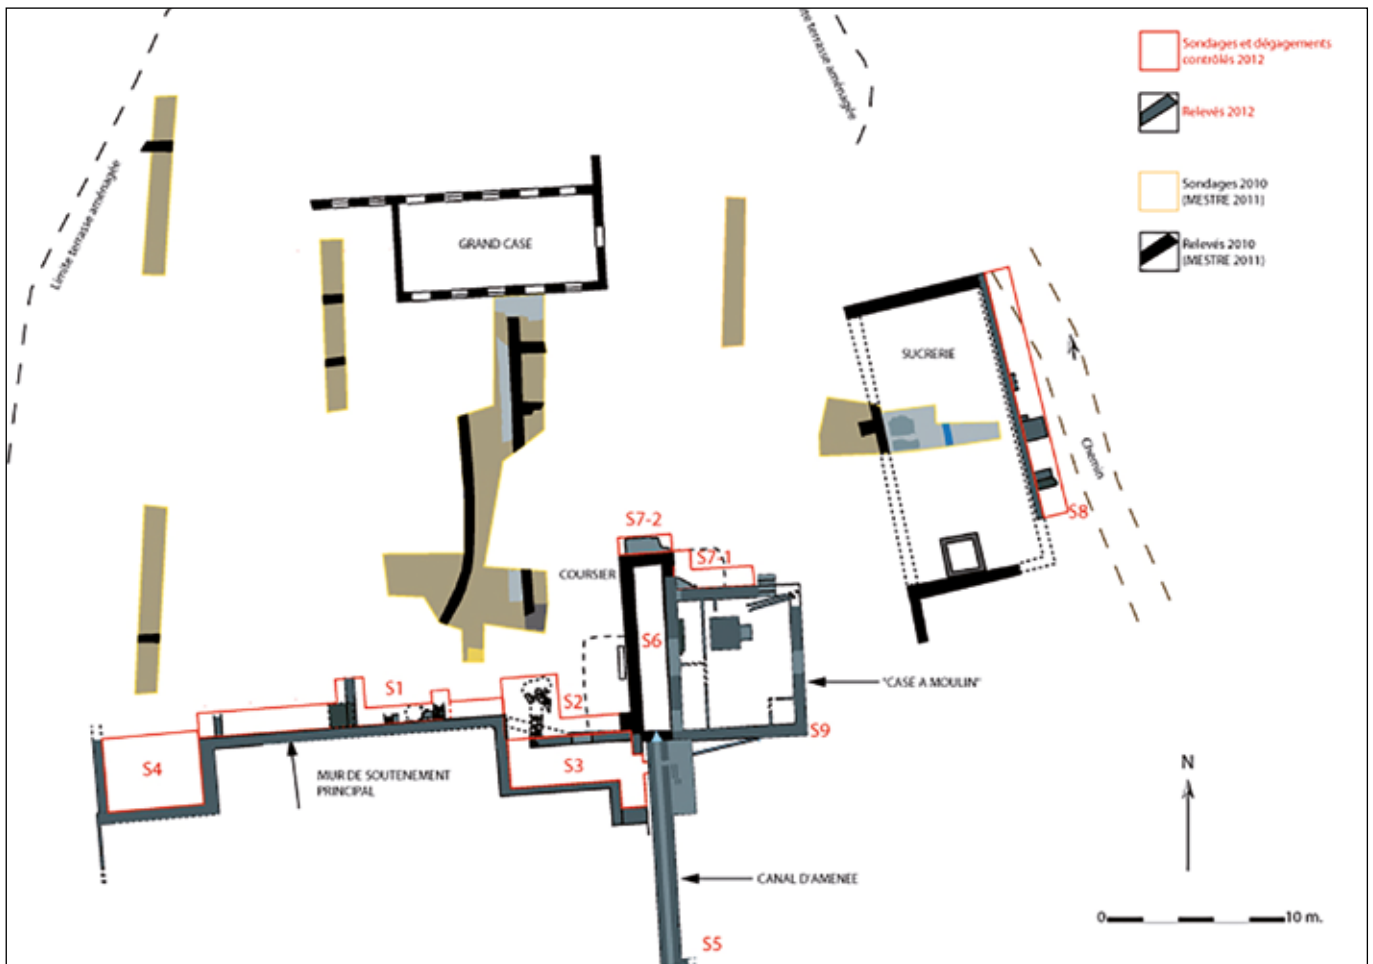 Limite terrasse aménagée
te terrasse aménagée
Sondages et dégagements
contrôlés 2012
Relevés 2012
Sondages 2010
(MESTRE 2011)
Relevés 2010
(MESTRE 2011)
GRAND CASE
SUCRERIE
Chemin
S8
S7-2
S7-1
COURSIER
S6
"CASE A MOULIN"
S9
S1
S2
S3
S4
MUR DE SOUTENEMENT
PRINCIPAL
CANAL D'AMENEE
S5
N
0 10 m.